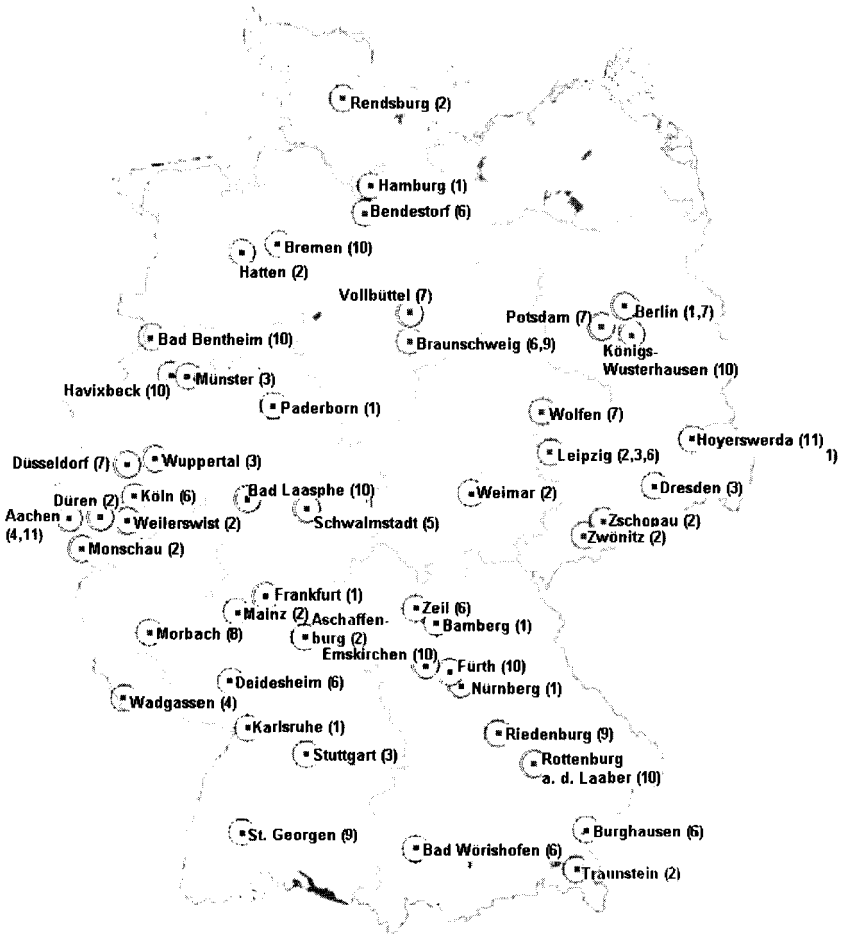 Rendsburg (2)
Hamburg (1)
Bendestorf (6)
Bremen (10)
Hatten (2)
Vollbüttel (7)
Potsdam (7)
Berlin (1,7)
Bad Bentheim (10)
Braunschweig (6,9)
Königs-
Wusterhausen (10)
Havixbeck (10)
Münster (3)
Paderborn (1)
Wolfen (7)
Hoyerswerda (11)
1)
Düsseldorf (7)
Wuppertal (3)
Leipzig (2,3,6)
Düren (2)
Köln (6)
Bad Laasphe (10)
Weimar (2)
Dresden (3)
Aachen
(4,11)
Weilerswist (2)
Schwalmstadt (5)
Zschopau (2)
Zwönitz (2)
Monschau (2)
Frankfurt (1)
Mainz (2)
Aschaffen-
burg (2)
Zeil (6)
Bamberg (1)
Morbach (8)
Emskirchen (10)
Fürth (10)
Nürnberg (1)
Deidesheim (6)
Wadgassen (4)
Karlsruhe (1)
Riedenburg (9)
Stuttgart (3)
Rottenburg
a. d. Laaber (10)
St. Georgen (9)
Burghausen (6)
Bad Wörishofen (6)
Traunstein (2)